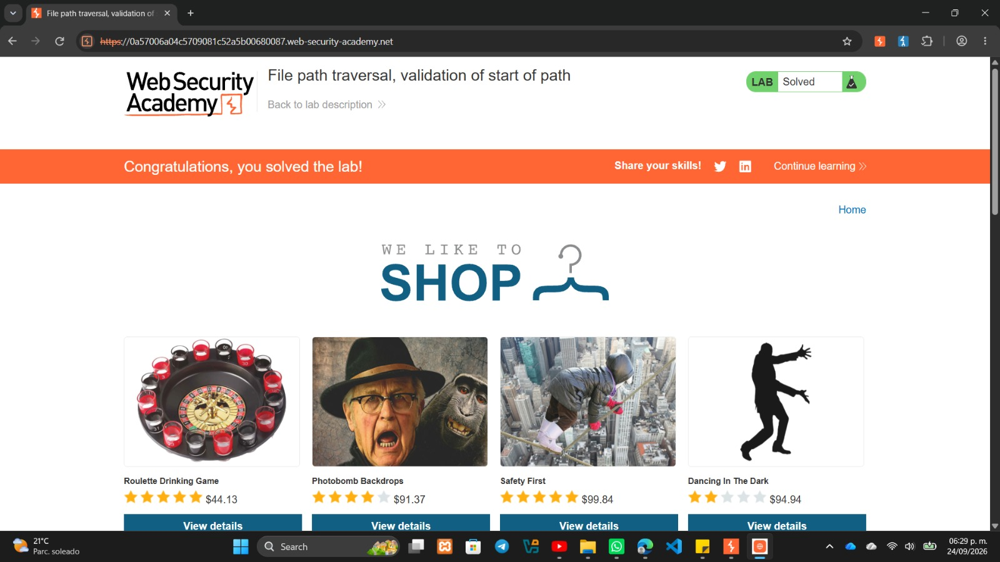 File path traversal, validation of
https://0a57006a04c5709081c52a5b00680087.web-security-academy.net
Web Security
Academy
File path traversal, validation of start of path
Back to lab description
LAB Solved
Congratulations, you solved the lab!
Share your skills!
Continue learning
Home
WE LIKE TO
SHOP
Roulette Drinking Game
$44.13
View details
Photobomb Backdrops
$91.37
View details
Safety First
$99.84
View details
Dancing In The Dark
$94.94
View details
21°C
Parc. soleado
Search
06:29 p. m.
24/09/2026